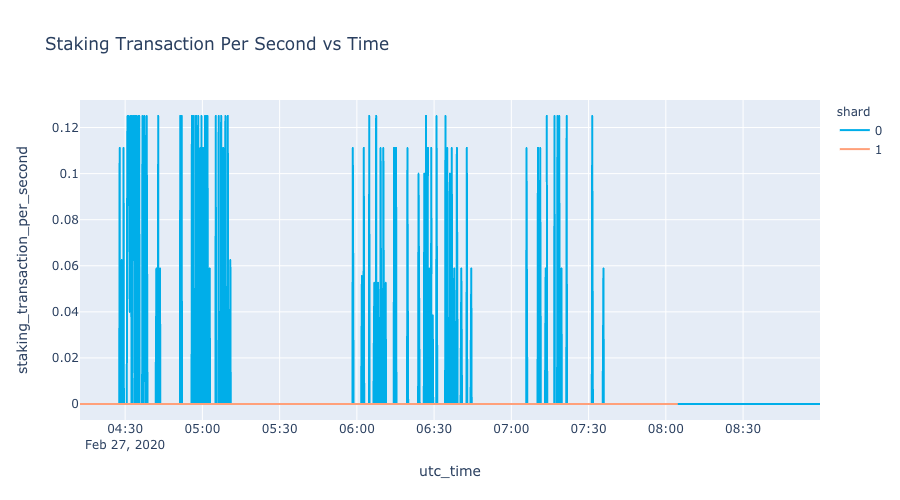 Staking Transaction Per Second vs Time
shard
0
1
staking_transaction_per_second
0.12
0.1
0.08
0.06
0.04
0.02
0
04:30 05:00 05:30 06:00 06:30 07:00 07:30 08:00 08:30
Feb 27, 2020
utc_time